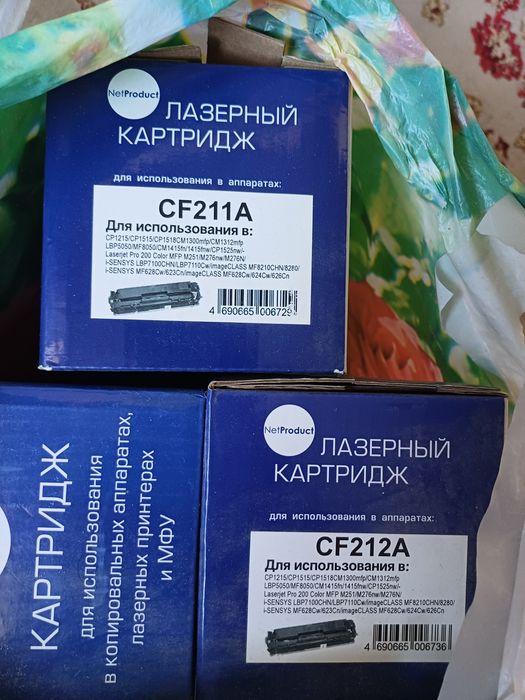 NetProduct
ЛАЗЕРНЫЙ
КАРТРИДЖ
для использования в аппаратах:
CF211A
Для использования в:
CP1215/CP1515/CP1518CM1300mfp/CM1312mfp
LBP5050/MF8050/CM1415fn/1415fnw/CP1525nw/-
Laserjet Pro 200 Color MFP M251/M276nw/M276N/
i-SENSYS LBP7100CHN/LBP7110Cw/imageCLASS MF8210CHN/8280/
i-SENSYS MF628Cw/623Cn/imageCLASS MF628Cw/624Cw/626Cn
4 690665 006729
КАРТРИДЖ
для использования
в копировальных аппаратах,
лазерных принтерах
и МФУ
NetProduct
ЛАЗЕРНЫЙ
КАРТРИДЖ
для использования в аппаратах:
CF212A
Для использования в:
CP1215/CP1515/CP1518CM1300mfp/CM1312mfp
LBP5050/MF8050/CM1415fn/1415fnw/CP1525nw/-
Laserjet Pro 200 Color MFP M251/M276nw/M276N/
i-SENSYS LBP7100CHN/LBP7110Cw/imageCLASS MF8210CHN/8280/
i-SENSYS MF628Cw/623Cn/imageCLASS MF628Cw/624Cw/626Cn
4 690665 006736